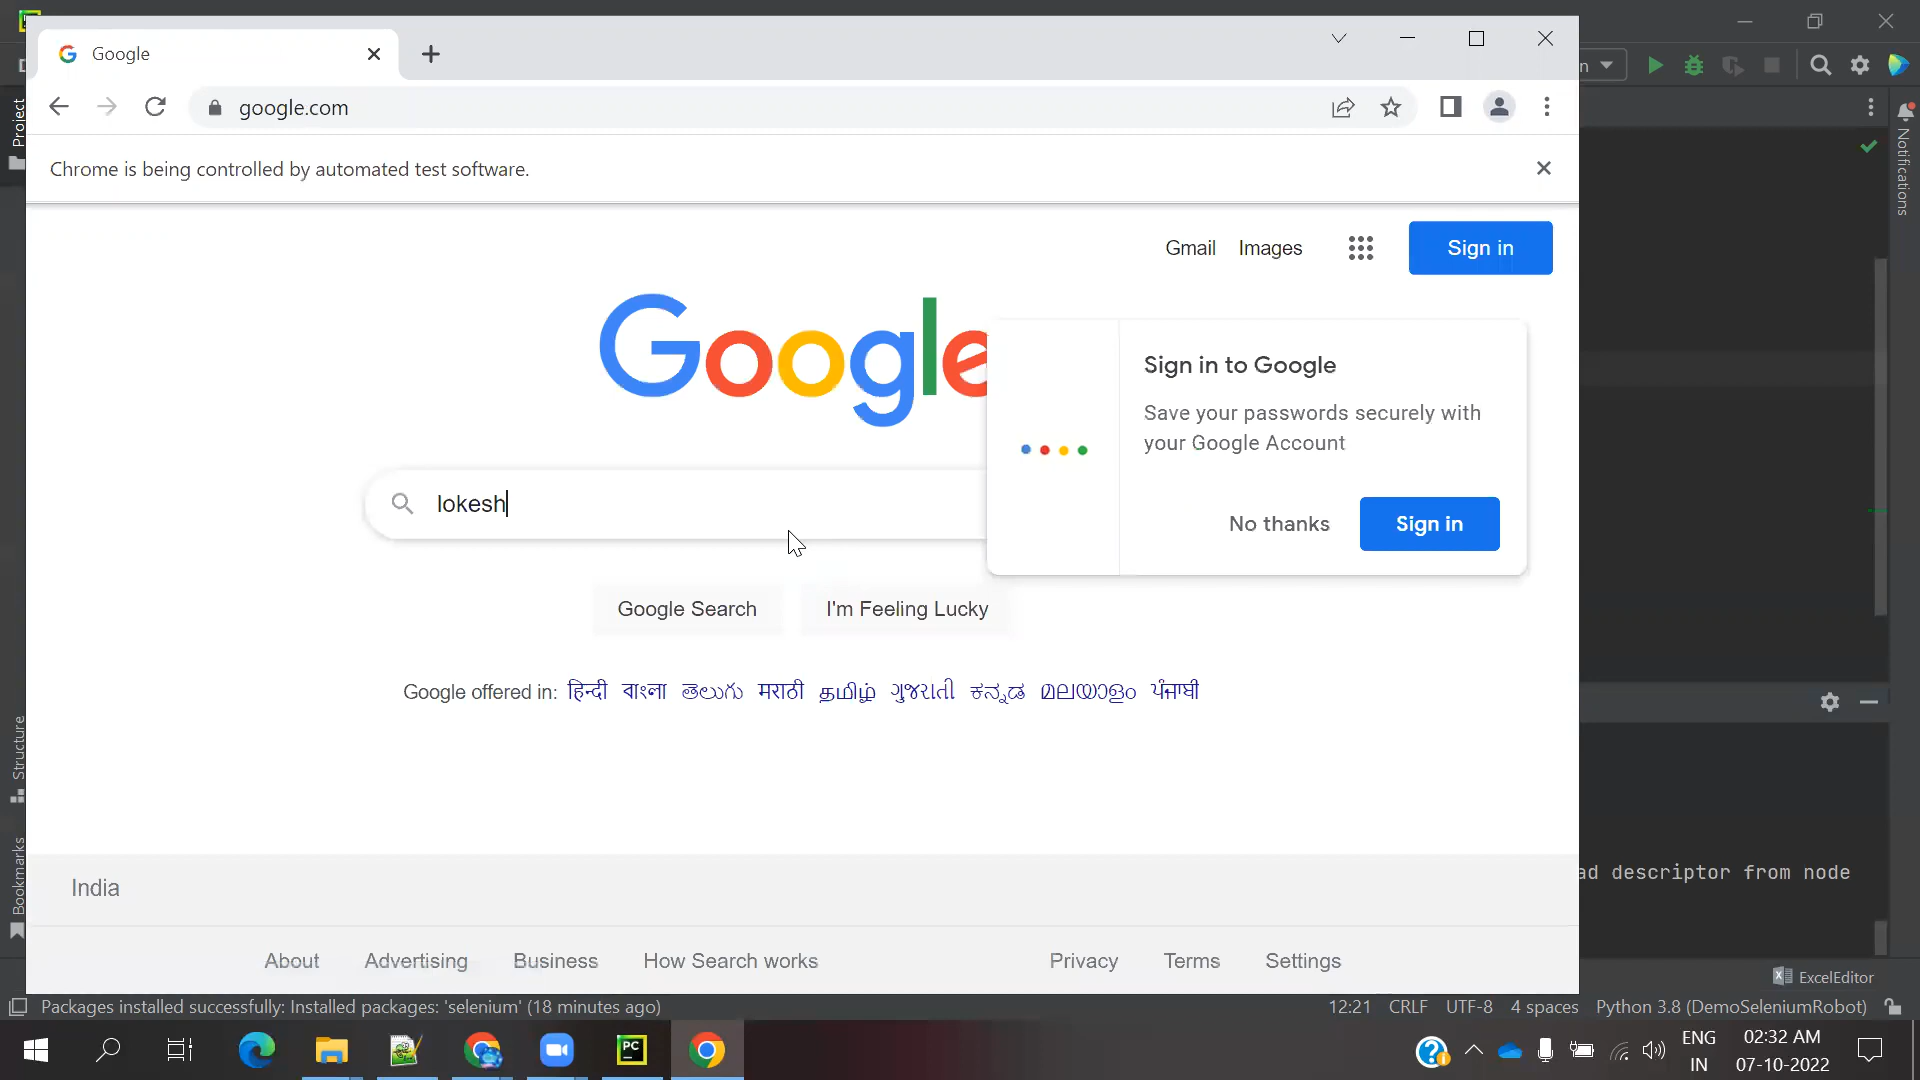 Google
google.com
Chrome is being controlled by automated test software.
Gmail Images Sign in
Google
Sign in to Google
Save your passwords securely with
your Google Account
No thanks Sign in
lokesh
Google Search I'm Feeling Lucky
Google offered in: हिन्दी বাংলা తెలుగు मराठी தமிழ் ગુજરાતી ಕನ್ನಡ മലയാളം ਪੰਜਾਬੀ
India
About Advertising Business How Search works Privacy Terms Settings
Project
Structure
Bookmarks
Notifications
descriptor from node
ExcelEditor
Packages installed successfully: Installed packages: 'selenium' (18 minutes ago) 12:21 CRLF UTF-8 4 spaces Python 3.8 (DemoSeleniumRobot)
PC
ENG
IN
02:32 AM
07-10-2022